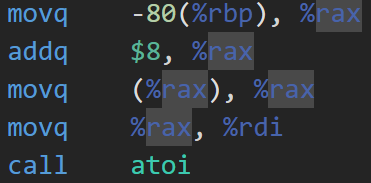 movq -80(%rbp), %rax
addq $8, %rax
movq (%rax), %rax
movq %rax, %rdi
call atoi